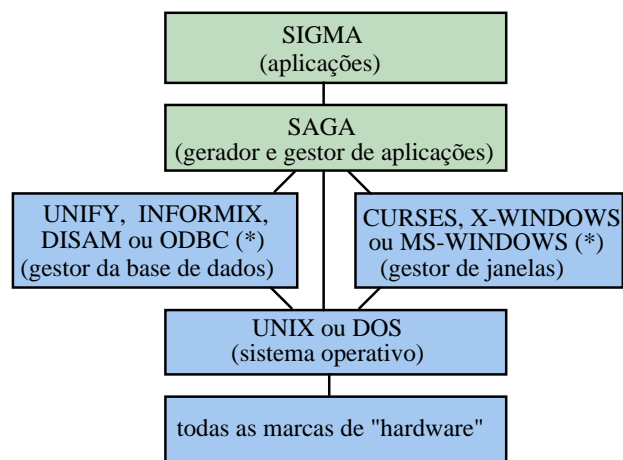 SIGMA
(aplicações)
SAGA
(gerador e gestor de aplicações)
UNIFY, INFORMIX,
DISAM ou ODBC (*)
(gestor da base de dados)
CURSES, X-WINDOWS
ou MS-WINDOWS (*)
(gestor de janelas)
UNIX ou DOS
(sistema operativo)
todas as marcas de "hardware"